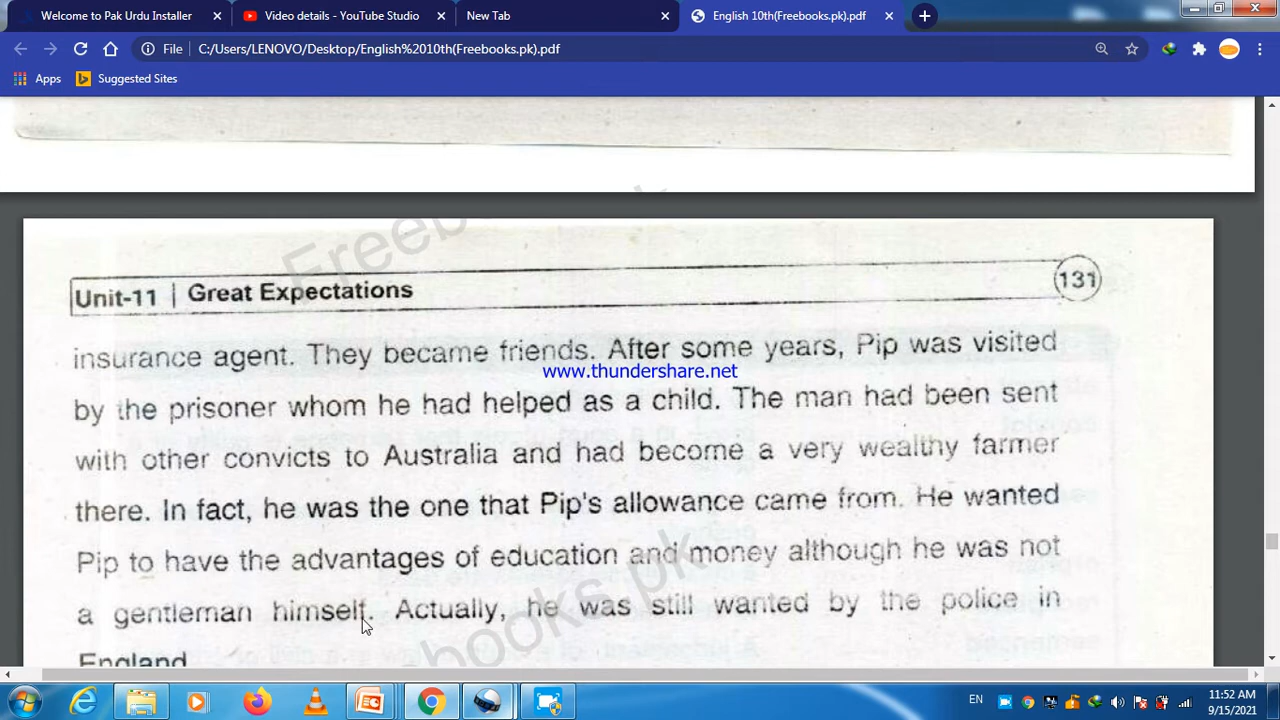 Welcome to Pak Urdu Installer
Video details - YouTube Studio
New Tab
English 10th(Freebooks.pk).pdf
File
C:/Users/LENOVO/Desktop/English%2010th(Freebooks.pk).pdf
Apps
Suggested Sites
Unit-11 | Great Expectations
131
insurance agent. They became friends. After some years, Pip was visited
www.thundershare.net
by the prisoner whom he had helped as a child. The man had been sent
with other convicts to Australia and had become a very wealthy farmer
there. In fact, he was the one that Pip's allowance came from. He wanted
Pip to have the advantages of education and money although he was not
a gentleman himself. Actually, he was still wanted by the police in
England
EN
11:52 AM
9/15/2021